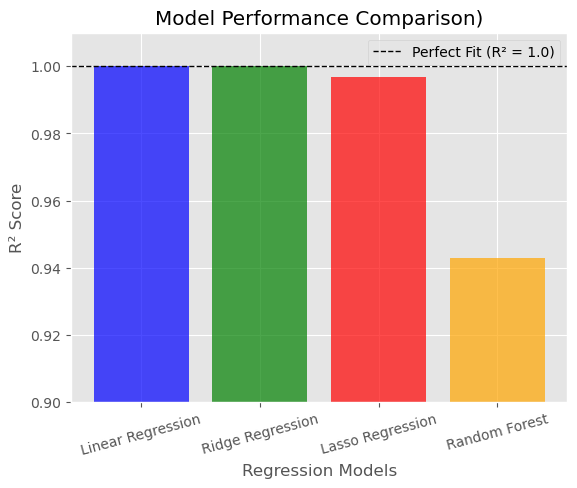 Model Performance Comparison)
Perfect Fit (R² = 1.0)
1.00
0.98
0.96
0.94
0.92
0.90
R² Score
Linear Regression
Ridge Regression
Lasso Regression
Random Forest
Regression Models